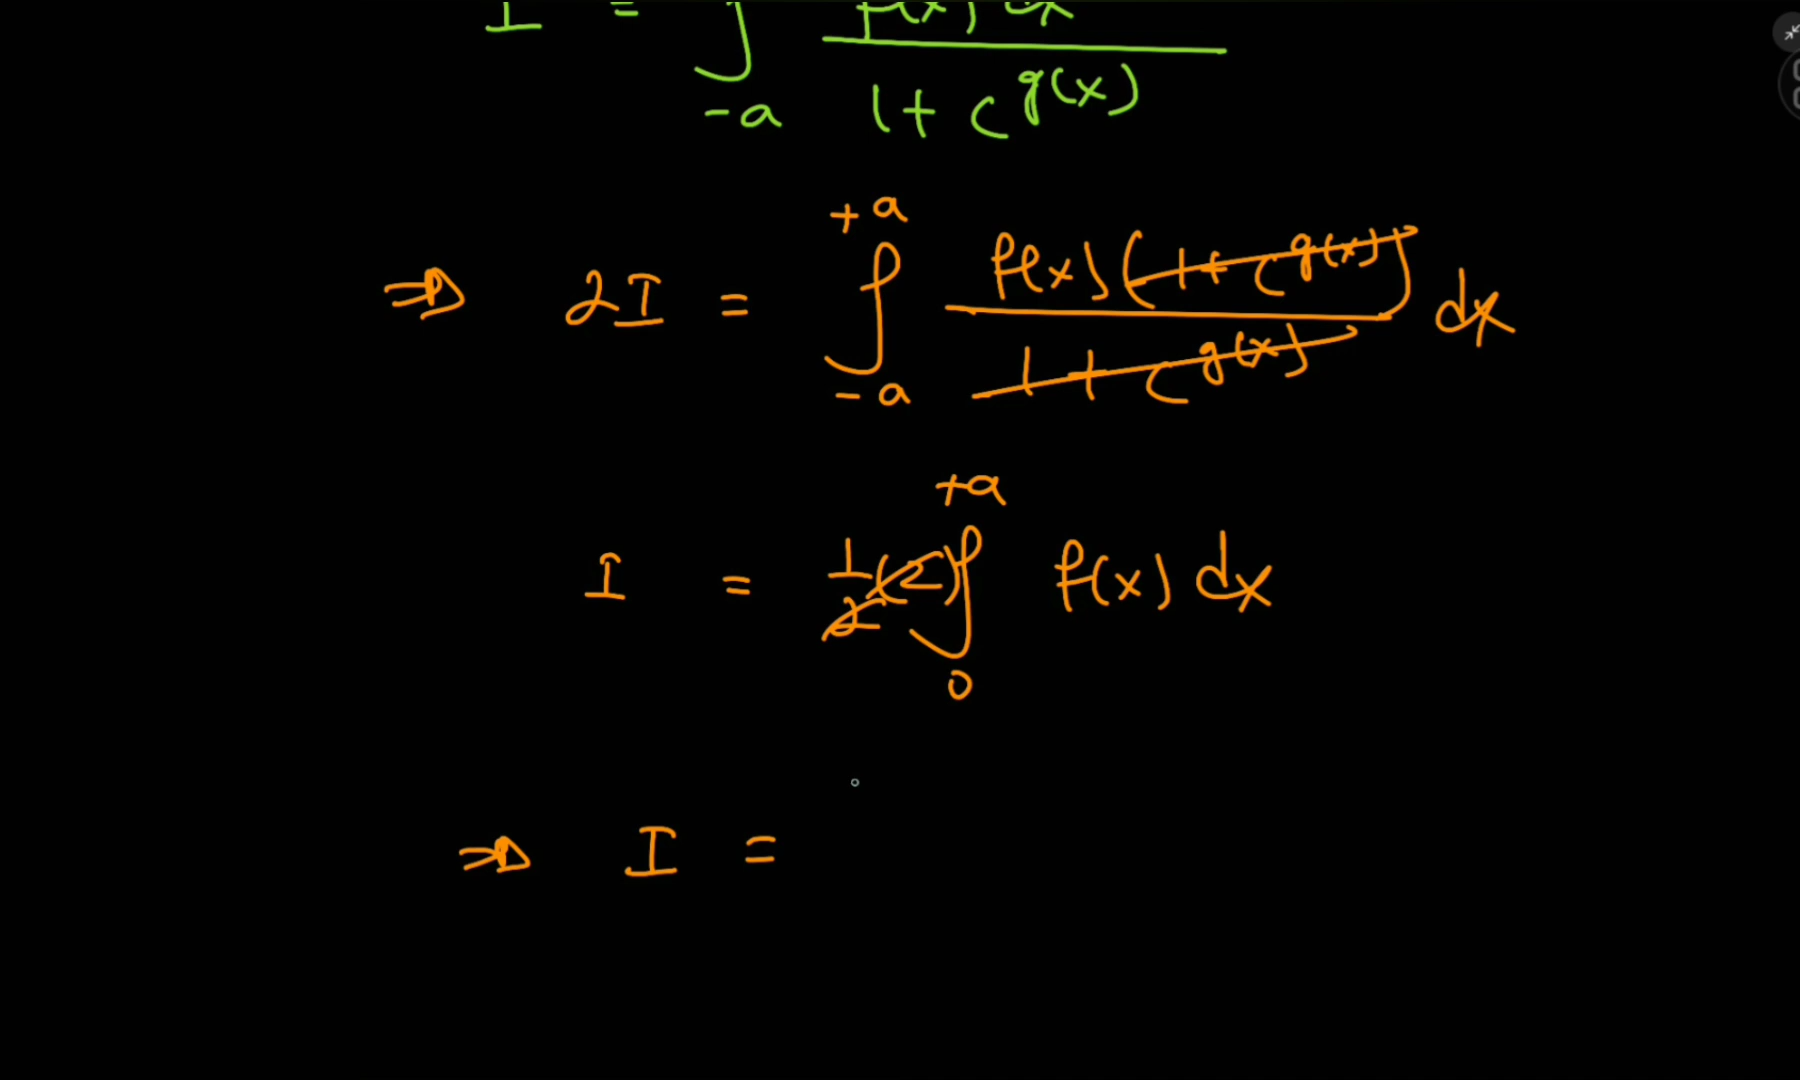 I = ∫ f(x) dx
-a 1 + c^g(x)
⇒ 2I = ∫_{-a}^{+a} f(x)(1 + c^g(x)) / 1 + c^g(x) dx
I = 1/2 (2) ∫_{0}^{+a} f(x) dx
⇒ I =